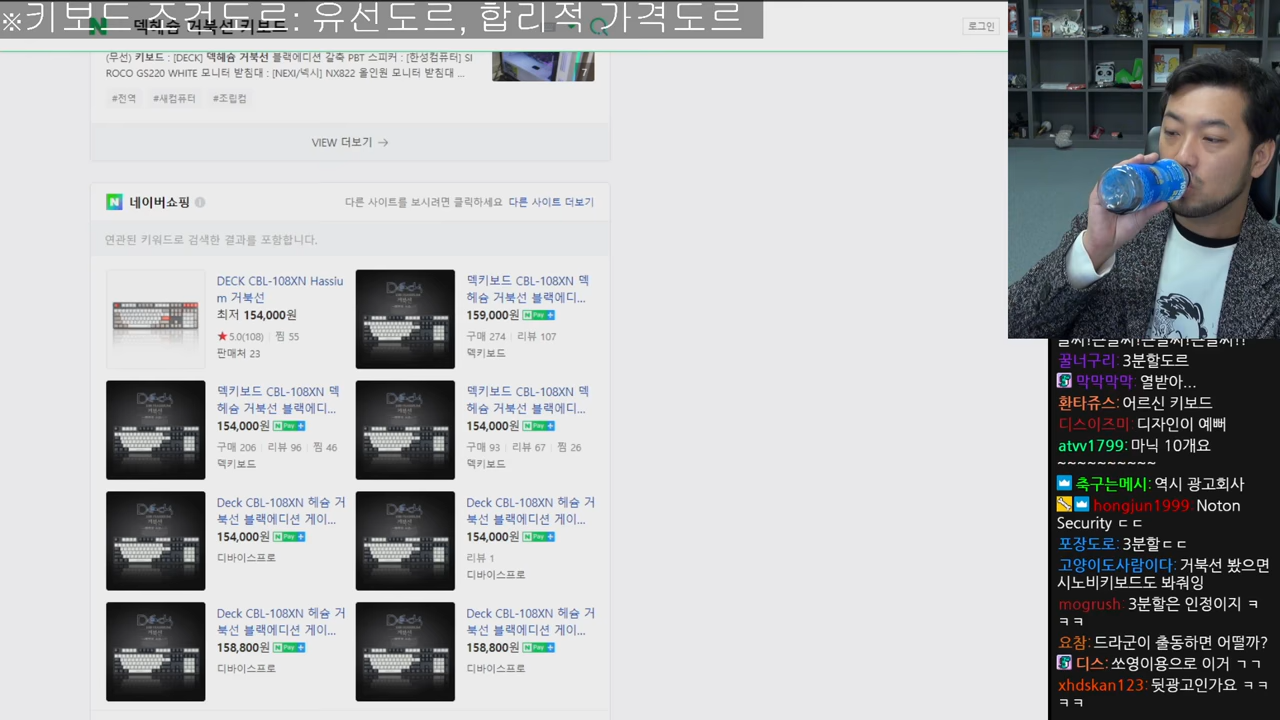 ※키보드 조건도르: 유선도르, 합리적 가격도르
덱헤슘 거북선 키보드
로그인
(무선) 키보드 : [DECK] 덱헤슘 거북선 블랙에디션 갈축 PBT 스피커 : [한성컴퓨터] SI
ROCO GS220 WHITE 모니터 받침대 : [NEXI/넥시] NX822 올인원 모니터 받침대 ...
7
#전역 #새컴퓨터 #조립컴
VIEW 더보기 →
네이버쇼핑
다른 사이트를 보시려면 클릭하세요 다른 사이트 더보기
연관된 키워드로 검색한 결과를 포함합니다.
DECK CBL-108XN Hassiu
m 거북선
최저 154,000원
★5.0(108) 찜 55
판매처 23
덱키보드 CBL-108XN 덱
헤슘 거북선 블랙에디...
159,000원 N Pay +
구매 274 리뷰 107
덱키보드
덱키보드 CBL-108XN 덱
헤슘 거북선 블랙에디...
154,000원 N Pay +
구매 206 리뷰 96 찜 46
덱키보드
덱키보드 CBL-108XN 덱
헤슘 거북선 블랙에디...
154,000원 N Pay +
구매 93 리뷰 67 찜 26
덱키보드
Deck CBL-108XN 헤슘 거
북선 블랙에디션 게이...
154,000원 N Pay +
디바이스프로
Deck CBL-108XN 헤슘 거
북선 블랙에디션 게이...
154,000원 N Pay +
리뷰 1
디바이스프로
Deck CBL-108XN 헤슘 거
북선 블랙에디션 게이...
158,800원 N Pay +
디바이스프로
Deck CBL-108XN 헤슘 거
북선 블랙에디션 게이...
158,800원 N Pay +
디바이스프로
꿀너구리: 3분할도르
막막막막: 열받아...
환타쥬스: 어르신 키보드
디스이즈미: 디자인이 예뻐
atvv1799: 마닉 10개요
~~~~~~~~~~
축구는메시: 역시 광고회사
hongjun1999: Noton
Security ㄷㄷ
포장도로: 3분할ㄷㄷ
고양이도사람이다: 거북선 봤으면
시노비키보드도 봐줘잉
mogrush: 3분할은 인정이지 ㅋ
ㅋㅋ
요참: 드라군이 출동하면 어떨까?
디스: 쏘영이용으로 이거 ㄱㄱ
xhdskan123: 뒷광고인가요 ㅋㅋ
ㅋㅋ